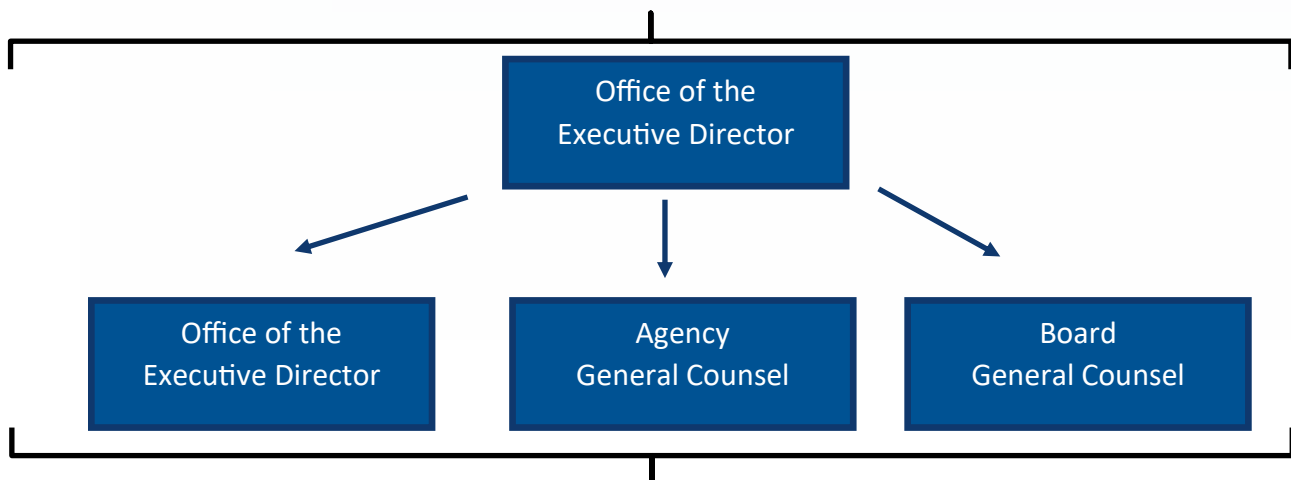 Office of the
Executive Director
Office of the
Executive Director
Agency
General Counsel
Board
General Counsel